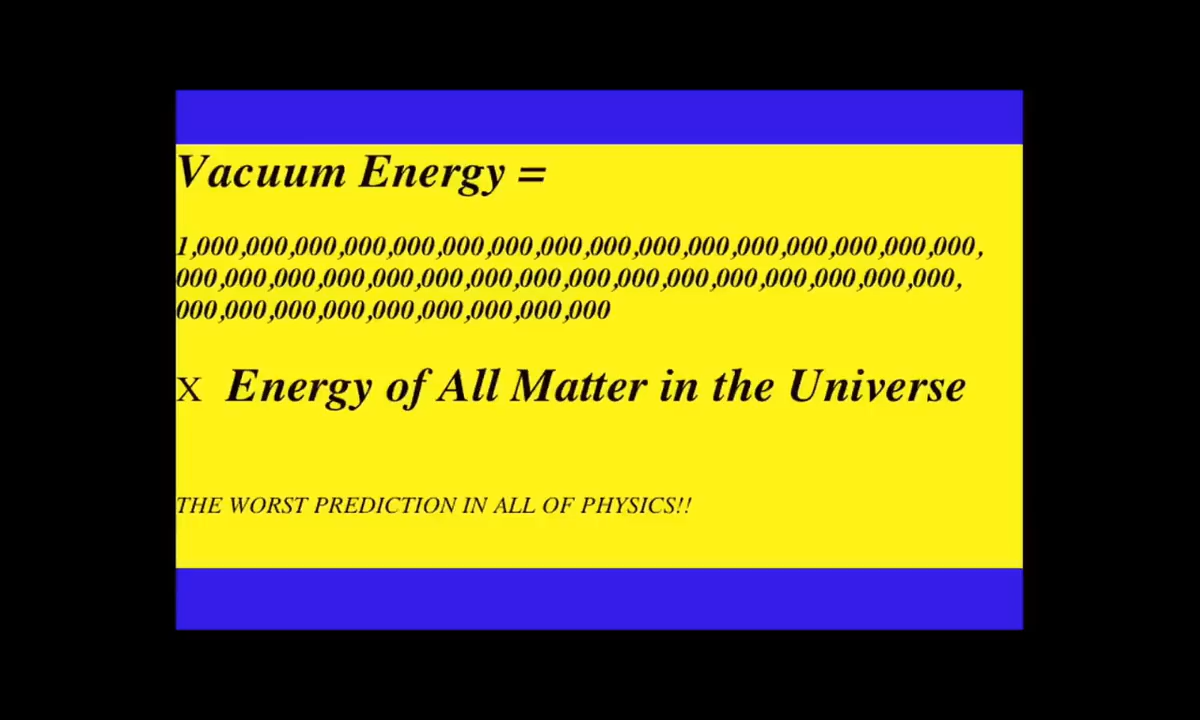 Vacuum Energy =
1,000,000,000,000,000,000,000,000,000,000,000,000,000,000,000,000,
000,000,000,000,000,000,000,000,000,000,000,000,000,000,000,000,
000,000,000,000,000,000,000,000,000
x Energy of All Matter in the Universe
THE WORST PREDICTION IN ALL OF PHYSICS!!